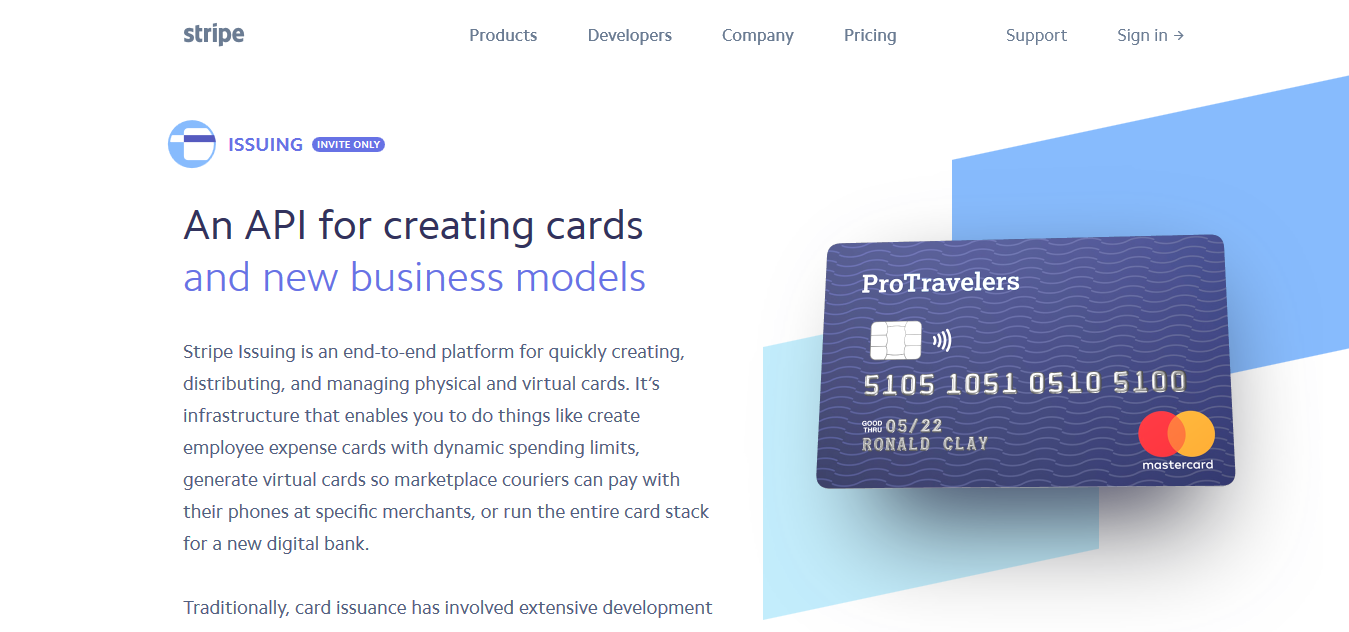 stripe
Products Developers Company Pricing Support Sign in →
ISSUING INVITE ONLY
An API for creating cards
and new business models
Stripe Issuing is an end-to-end platform for quickly creating,
distributing, and managing physical and virtual cards. It’s
infrastructure that enables you to do things like create
employee expense cards with dynamic spending limits,
generate virtual cards so marketplace couriers can pay with
their phones at specific merchants, or run the entire card stack
for a new digital bank.
Traditionally, card issuance has involved extensive development
ProTravelers
5105 1051 0510 5100
GOOD
THRU 05/22
RONALD CLAY
mastercard